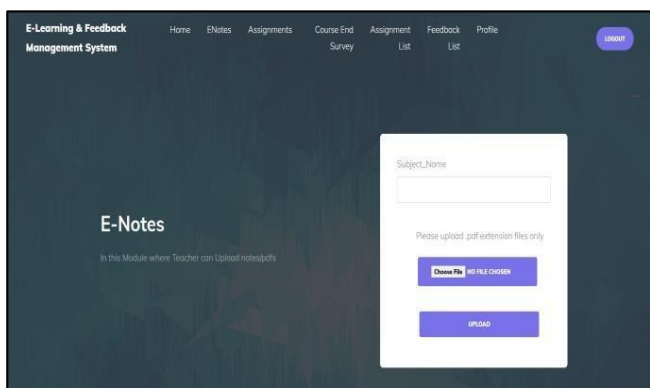 E-Learning & Feedback
Management System
Home ENotes Assignments Course End Survey Assignment List Feedback List Profile
LOGOUT
Subject_Name
E-Notes
In this Module where Teacher can Upload notes/pdfs
Please upload .pdf extension files only
Choose File NO FILE CHOSEN
UPLOAD